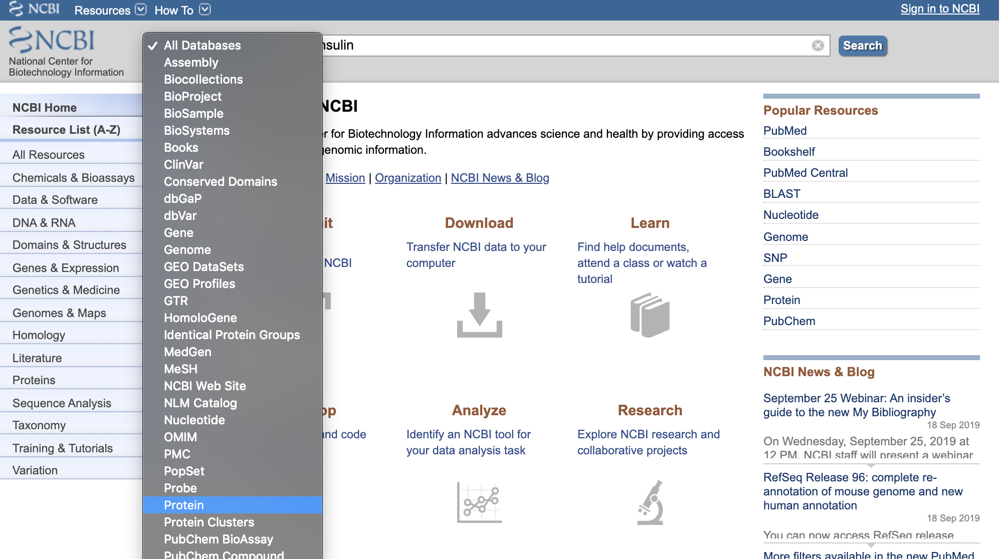 NCBI Resources How To Sign in to NCBI
NCBI
National Center for
Biotechnology Information
All Databases
Assembly
Biocollections
BioProject
BioSample
BioSystems
Books
ClinVar
Conserved Domains
dbGaP
dbVar
Gene
Genome
GEO DataSets
GEO Profiles
GTR
HomoloGene
Identical Protein Groups
MedGen
MeSH
NCBI Web Site
NLM Catalog
Nucleotide
OMIM
PMC
PopSet
Probe
Protein
Protein Clusters
PubChem BioAssay
PubChem Compound
nsulin
Search
NCBI Home
Resource List (A-Z)
All Resources
Chemicals & Bioassays
Data & Software
DNA & RNA
Domains & Structures
Genes & Expression
Genetics & Medicine
Genomes & Maps
Homology
Literature
Proteins
Sequence Analysis
Taxonomy
Training & Tutorials
Variation
NCBI
er for Biotechnology Information advances science and health by providing access
genomic information.
Mission | Organization | NCBI News & Blog
it
NCBI
Download
Transfer NCBI data to your
computer
Learn
Find help documents,
attend a class or watch a
tutorial
op
and code
Analyze
Identify an NCBI tool for
your data analysis task
Research
Explore NCBI research and
collaborative projects
Popular Resources
PubMed
Bookshelf
PubMed Central
BLAST
Nucleotide
Genome
SNP
Gene
Protein
PubChem
NCBI News & Blog
September 25 Webinar: An insider’s
guide to the new My Bibliography
18 Sep 2019
On Wednesday, September 25, 2019 at
12 PM, NCBI staff will present a webinar
RefSeq Release 96: complete re-
annotation of mouse genome and new
human annotation
18 Sep 2019
You can now access RefSeq release
More filters available in the new PubMed